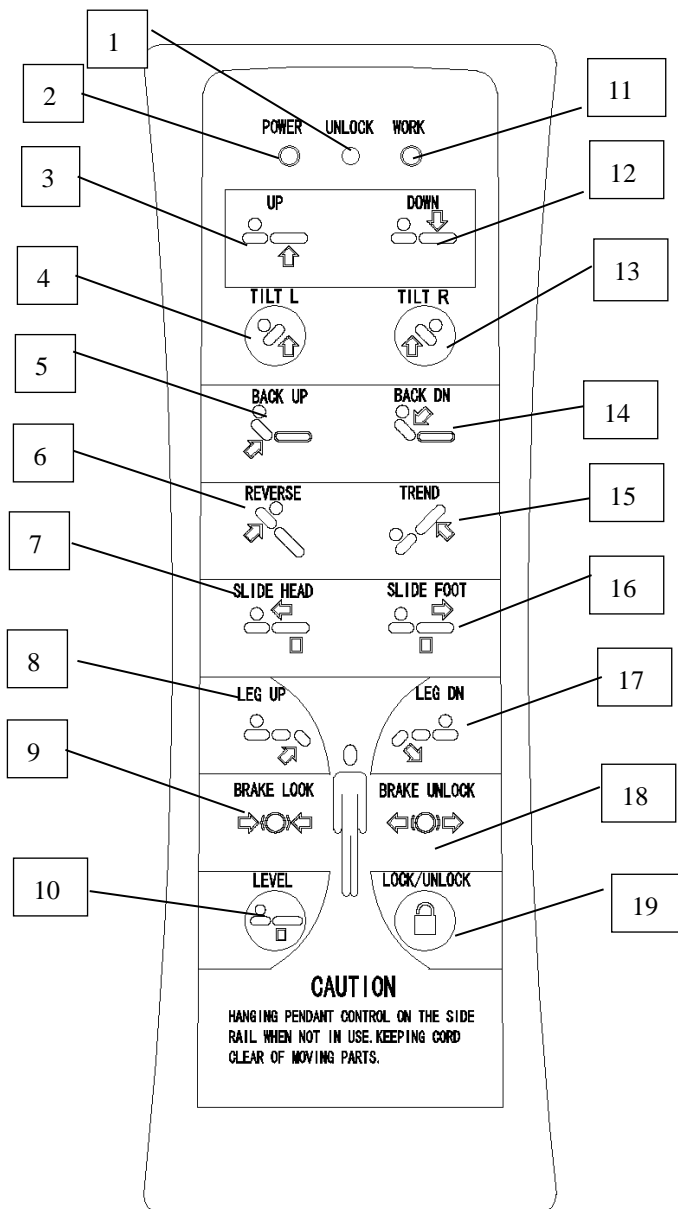 1
2
11
POWER UNLOCK WORK
3
12
UP DOWN
4
13
TILT L TILT R
5
14
BACK UP BACK DN
6
15
REVERSE TREND
7
16
SLIDE HEAD SLIDE FOOT
8
17
LEG UP LEG DN
9
18
BRAKE LOOK BRAKE UNLOCK
10
19
LEVEL LOCK/UNLOCK
CAUTION
HANGING PENDANT CONTROL ON THE SIDE
RAIL WHEN NOT IN USE.KEEPING CORD
CLEAR OF MOVING PARTS.